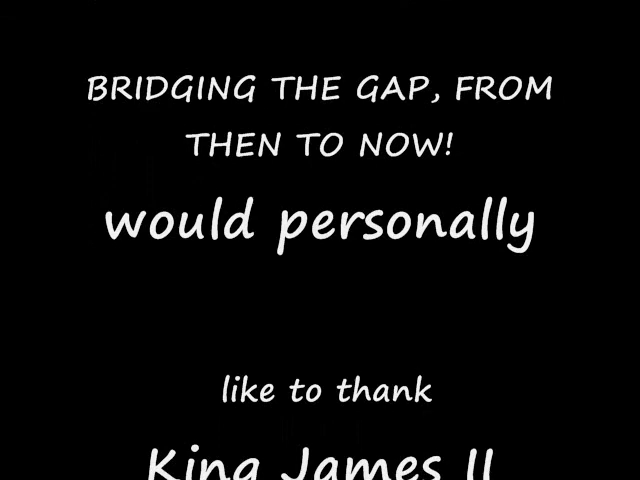 BRIDGING THE GAP, FROM
THEN TO NOW!
would personally
like to thank
King James II